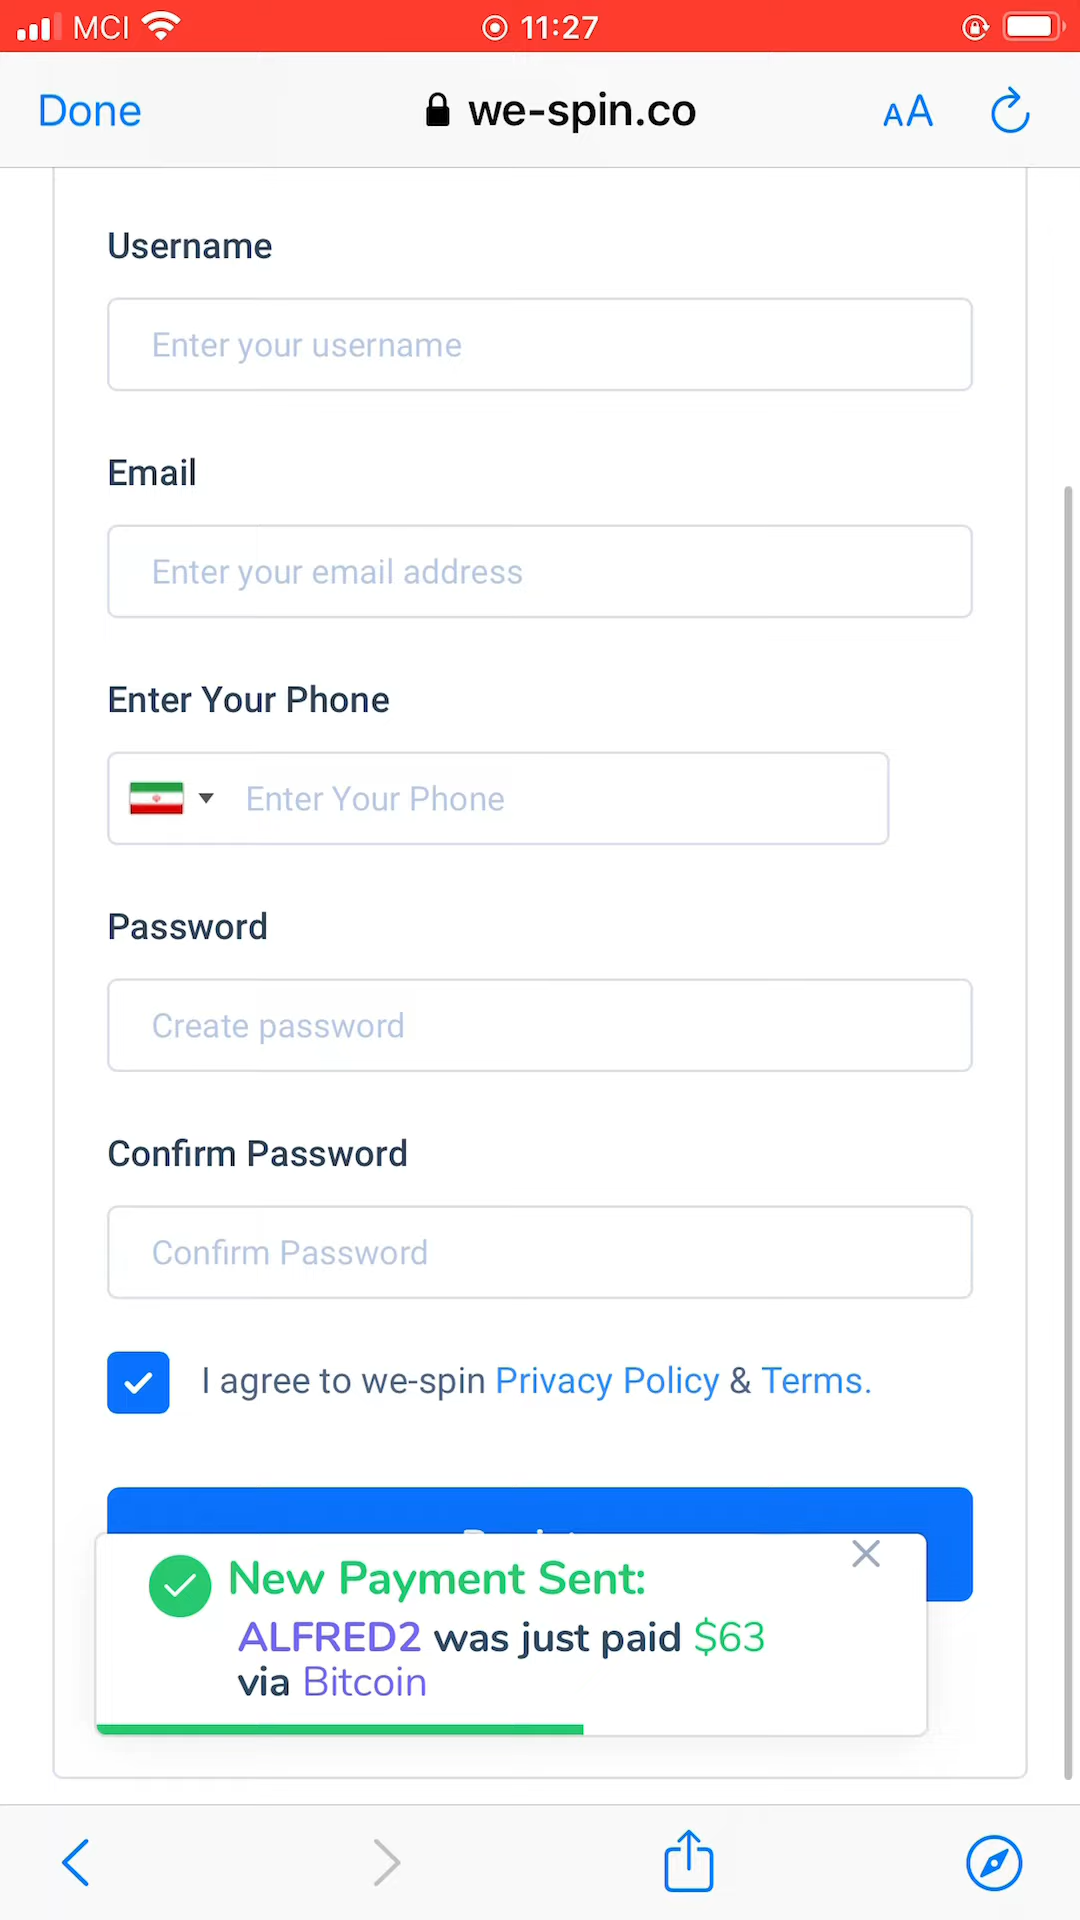 MCI 11:27
Done we-spin.co AA
Username
Enter your username
Email
Enter your email address
Enter Your Phone
Enter Your Phone
Password
Create password
Confirm Password
Confirm Password
I agree to we-spin Privacy Policy & Terms.
New Payment Sent:
ALFRED2 was just paid $63
via Bitcoin